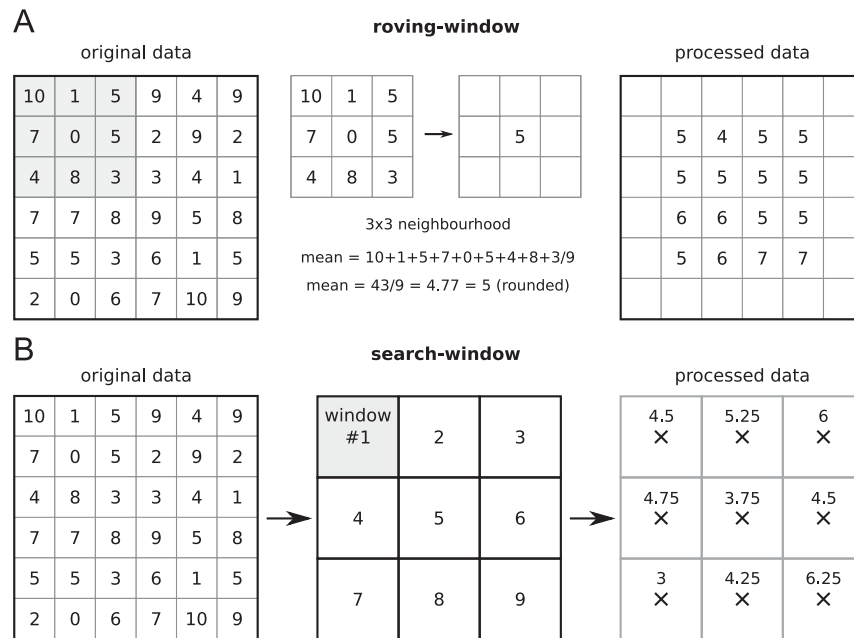 A
roving-window
original data
processed data
10 1 5 9 4 9
7 0 5 2 9 2
4 8 3 3 4 1
7 7 8 9 5 8
5 5 3 6 1 5
2 0 6 7 10 9
10 1 5
7 0 5
4 8 3
5
3x3 neighbourhood
mean = 10+1+5+7+0+5+4+8+3/9
mean = 43/9 = 4.77 = 5 (rounded)
5 4 5 5
5 5 5 5
6 6 5 5
5 6 7 7
B
search-window
original data
processed data
10 1 5 9 4 9
7 0 5 2 9 2
4 8 3 3 4 1
7 7 8 9 5 8
5 5 3 6 1 5
2 0 6 7 10 9
window
#1
2 3
4 5 6
7 8 9
4.5 5.25 6
4.75 3.75 4.5
3 4.25 6.25